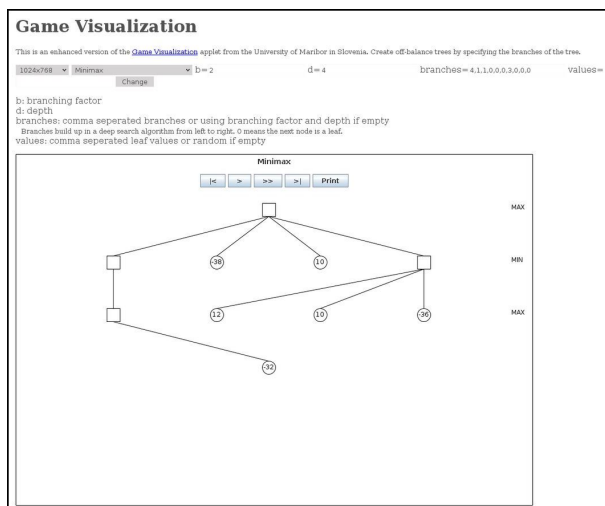 Game Visualization
This is an enhanced version of the Game Visualization applet from the University of Maribor in Slovenia. Create off-balance trees by specifying the branches of the tree.
1024x768 Minimax b=2 d=4 branches=4,1,1,0,0,0,3,0,0,0 values=
Change
b: branching factor
d: depth
branches: comma seperated branches or using branching factor and depth if empty
Branches build up in a deep search algorithm from left to right. 0 means the next node is a leaf.
values: comma seperated leaf values or random if empty
Minimax
|< > >> >| Print
MAX
-38 10 MIN
12 10 -36 MAX
-32